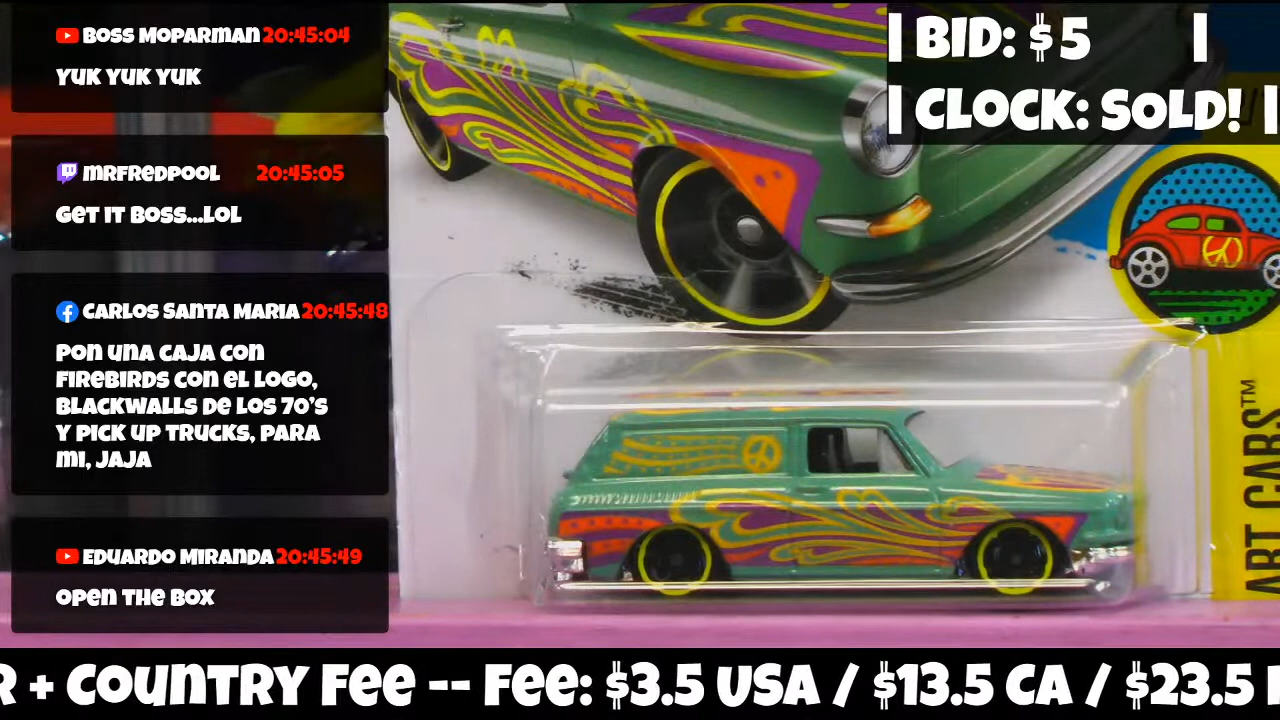 BOSS MOPARMAN 20:45:04
YUK YUK YUK
MRFREDPOOL 20:45:05
GET IT BOSS...LOL
CARLOS SANTA MARIA 20:45:48
PON UNA CAJA CON
FIREBIRDS CON EL LOGO,
BLACKWALLS DE LOS 70'S
Y PICK UP TRUCKS, PARA
MI, JAJA
EDUARDO MIRANDA 20:45:49
OPEN THE BOX
| BID: $5 |
| CLOCK: SOLD! |
ART CARS™
R + COUNTRY FEE -- FEE: $3.5 USA / $13.5 CA / $23.5